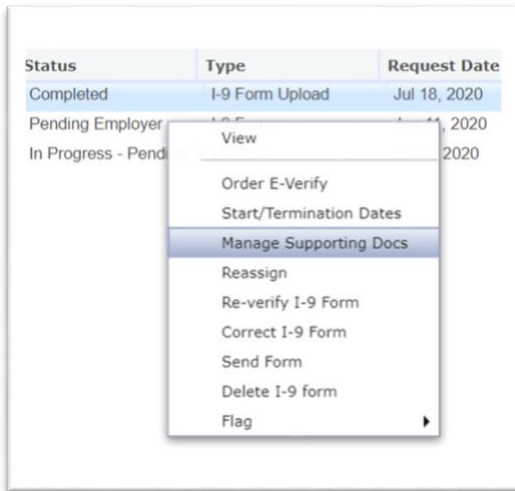 Status Type Request Date
Completed I-9 Form Upload Jul 18, 2020
Pending Employer , 2020
In Progress - Pendi 2020
View
Order E-Verify
Start/Termination Dates
Manage Supporting Docs
Reassign
Re-verify I-9 Form
Correct I-9 Form
Send Form
Delete I-9 form
Flag